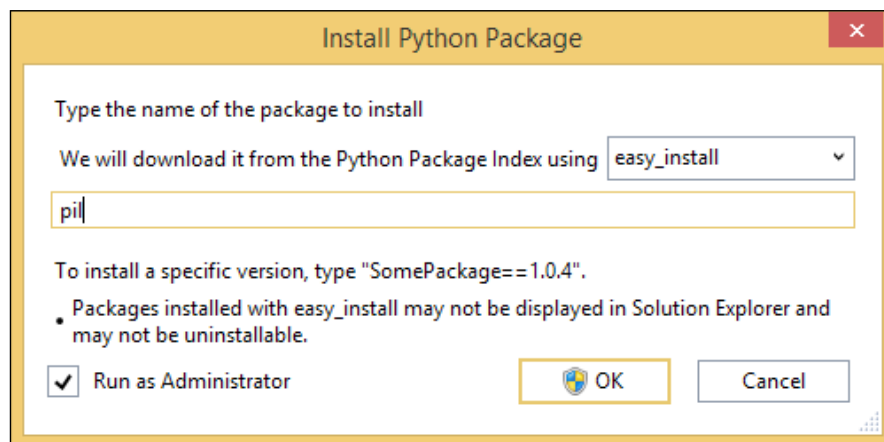 Install Python Package
Type the name of the package to install
We will download it from the Python Package Index using easy_install
pil
To install a specific version, type "SomePackage==1.0.4".
• Packages installed with easy_install may not be displayed in Solution Explorer and
may not be uninstallable.
Run as Administrator OK Cancel